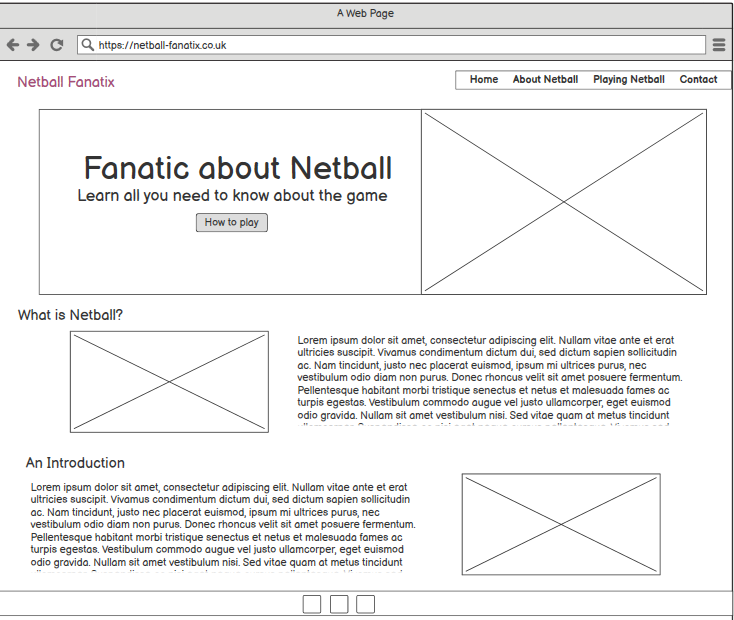 A Web Page
https://netball-fanatix.co.uk
Netball Fanatix
Home About Netball Playing Netball Contact
Fanatic about Netball
Learn all you need to know about the game
How to play
What is Netball?
Lorem ipsum dolor sit amet, consectetur adipiscing elit. Nullam vitae ante et erat
ultricies suscipit. Vivamus condimentum dictum dui, sed dictum sapien sollicitudin
ac. Nam tincidunt, justo nec placerat euismod, ipsum mi ultrices purus, nec
vestibulum odio diam non purus. Donec rhoncus velit sit amet posuere fermentum.
Pellentesque habitant morbi tristique senectus et netus et malesuada fames ac
turpis egestas. Vestibulum commodo augue vel justo ullamcorper, eget euismod
odio gravida. Nullam sit amet vestibulum nisi. Sed vitae quam at metus tincidunt
An Introduction
Lorem ipsum dolor sit amet, consectetur adipiscing elit. Nullam vitae ante et erat
ultricies suscipit. Vivamus condimentum dictum dui, sed dictum sapien sollicitudin
ac. Nam tincidunt, justo nec placerat euismod, ipsum mi ultrices purus, nec
vestibulum odio diam non purus. Donec rhoncus velit sit amet posuere fermentum.
Pellentesque habitant morbi tristique senectus et netus et malesuada fames ac
turpis egestas. Vestibulum commodo augue vel justo ullamcorper, eget euismod
odio gravida. Nullam sit amet vestibulum nisi. Sed vitae quam at metus tincidunt